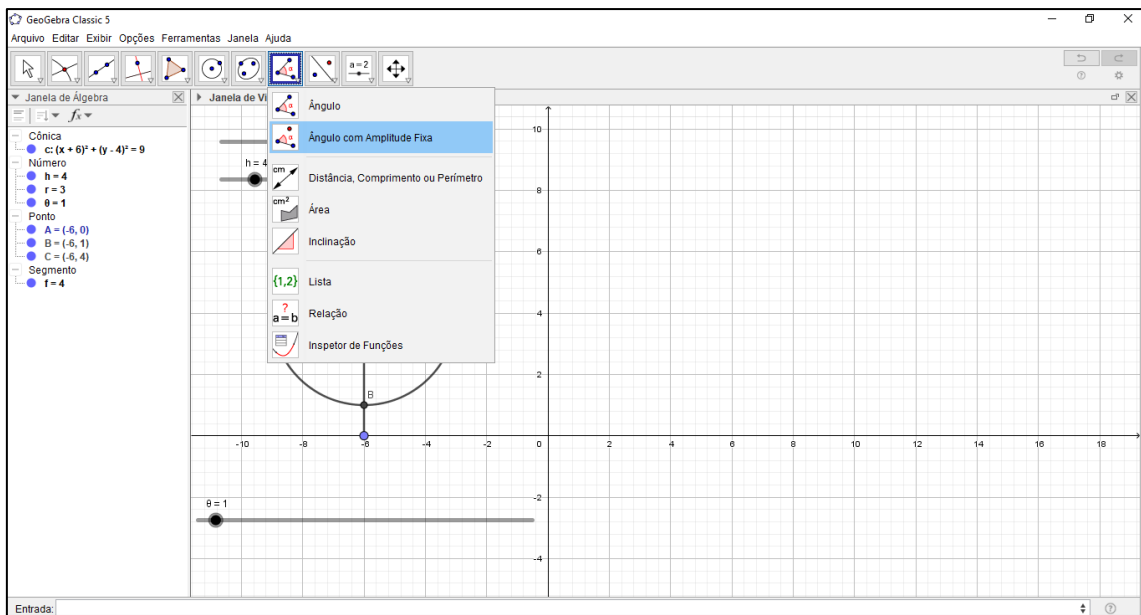 GeoGebra Classic 5
Arquivo Editar Exibir Opções Ferramentas Janela Ajuda
a = 2
Janela de Álgebra
Janela de Vi
fx
Cônica
c: (x + 6)² + (y - 4)² = 9
Número
h = 4
r = 3
θ = 1
Ponto
A = (-6, 0)
B = (-6, 1)
C = (-6, 4)
Segmento
f = 4
α Ângulo
α Ângulo com Amplitude Fixa
cm Distância, Comprimento ou Perímetro
cm² Área
Inclinação
{1,2} Lista
? a = b Relação
Inspetor de Funções
h = 4
B
10
8
6
4
2
-10 -8 -6 -4 -2 0 2 4 6 8 10 12 14 16 18
-2
-4
θ = 1
Entrada: